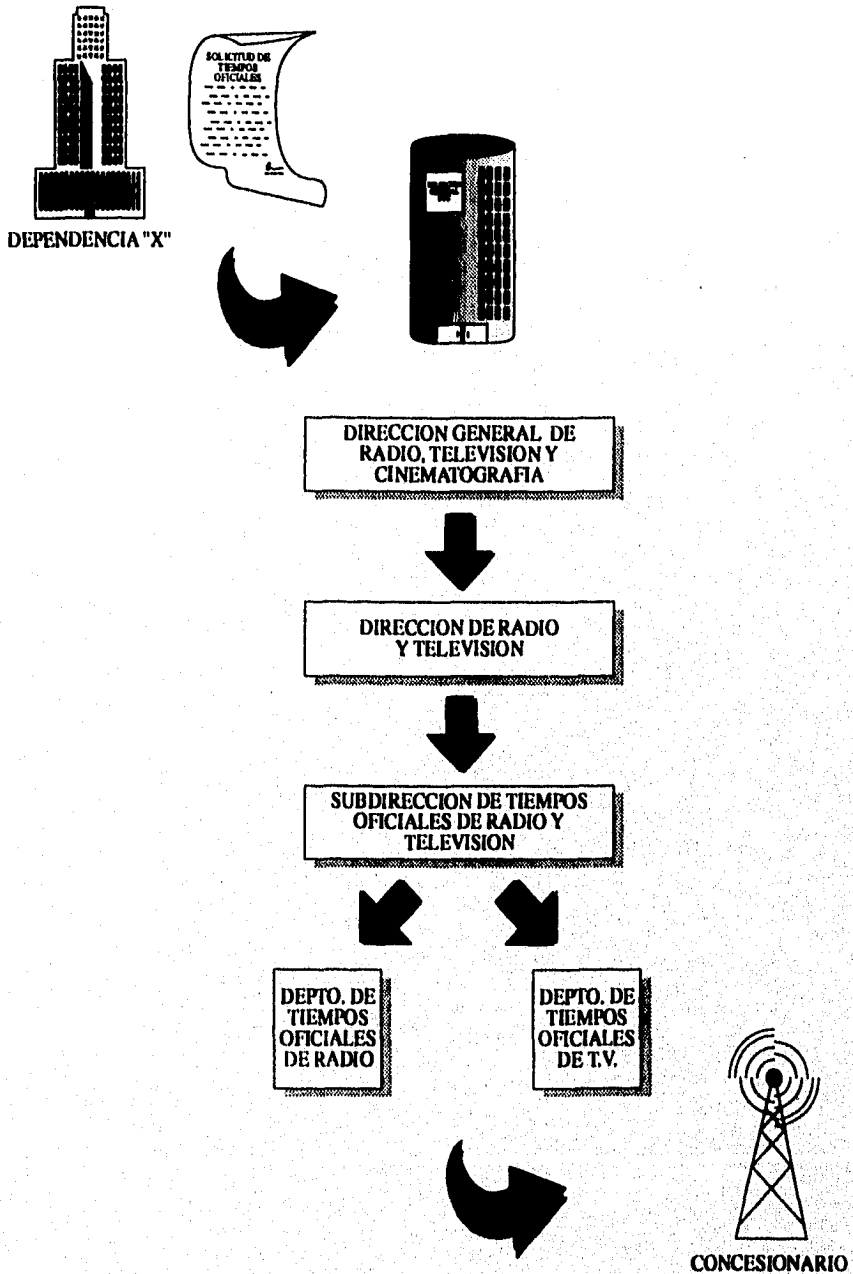 SOLICITUD DE
TIEMPOS
OFICIALES
DEPENDENCIA "X"
DIRECCION GENERAL DE
RADIO, TELEVISION Y
CINEMATOGRAFIA
DIRECCION DE RADIO
Y TELEVISION
SUBDIRECCION DE TIEMPOS
OFICIALES DE RADIO Y
TELEVISION
DEPTO. DE
TIEMPOS
OFICIALES
DE RADIO
DEPTO. DE
TIEMPOS
OFICIALES
DE T.V.
CONCESIONARIO